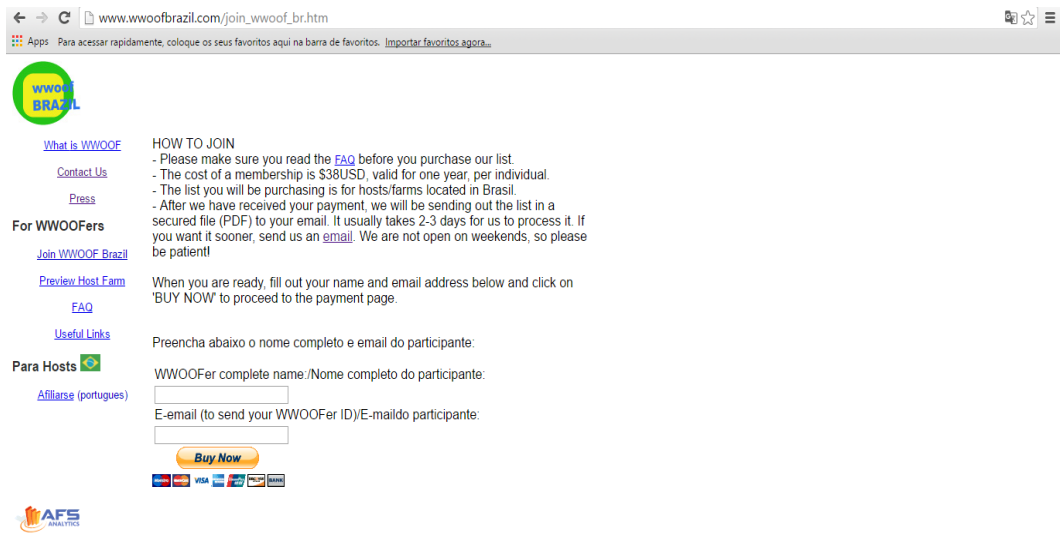 www.wwoofbrazil.com/join_wwoof_br.htm
Apps Para acessar rapidamente, coloque os seus favoritos aqui na barra de favoritos. Importar favoritos agora...
wwoof
BRAZIL
What is WWOOF
Contact Us
Press
For WWOOFers
Join WWOOF Brazil
Preview Host Farm
FAQ
Useful Links
Para Hosts
Afiliarse (portugues)
HOW TO JOIN
- Please make sure you read the FAQ before you purchase our list.
- The cost of a membership is $38USD, valid for one year, per individual.
- The list you will be purchasing is for hosts/farms located in Brasil.
- After we have received your payment, we will be sending out the list in a
secured file (PDF) to your email. It usually takes 2-3 days for us to process it. If
you want it sooner, send us an email. We are not open on weekends, so please
be patient!
When you are ready, fill out your name and email address below and click on
'BUY NOW' to proceed to the payment page.
Preencha abaixo o nome completo e email do participante:
WWOOFer complete name:/Nome completo do participante:
E-email (to send your WWOOFer ID)/E-maildo participante:
Buy Now
VISA
BANK
AFS
ANALYTICS